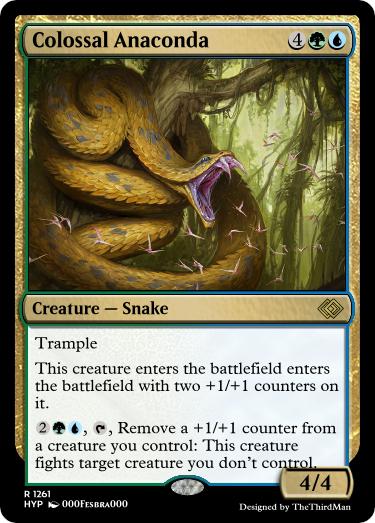 Colossal Anaconda 4
Creature — Snake
Trample
This creature enters the battlefield enters
the battlefield with two +1/+1 counters on
it.
2, , Remove a +1/+1 counter from
a creature you control: This creature
fights target creature you don't control.
4/4
R 1261
HYP 000FESBRA000
Designed by TheThirdMan